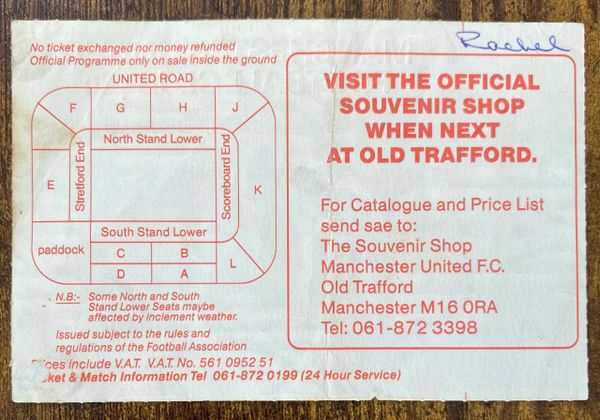 Rachel
No ticket exchanged nor money refunded
Official Programme only on sale inside the ground
UNITED ROAD
F G H J
North Stand Lower
Stretford End
Scoreboard End
E
K
South Stand Lower
paddock
C B
D A
L
N.B:- Some North and South
Stand Lower Seats maybe
affected by inclement weather.
Issued subject to the rules and
regulations of the Football Association
include V.A.T. V.A.T. No. 561 0952 51
& Match Information Tel 061-872 0199 (24 Hour Service)
VISIT THE OFFICIAL
SOUVENIR SHOP
WHEN NEXT
AT OLD TRAFFORD.
For Catalogue and Price List
send sae to:
The Souvenir Shop
Manchester United F.C.
Old Trafford
Manchester M16 0RA
Tel: 061-872 3398